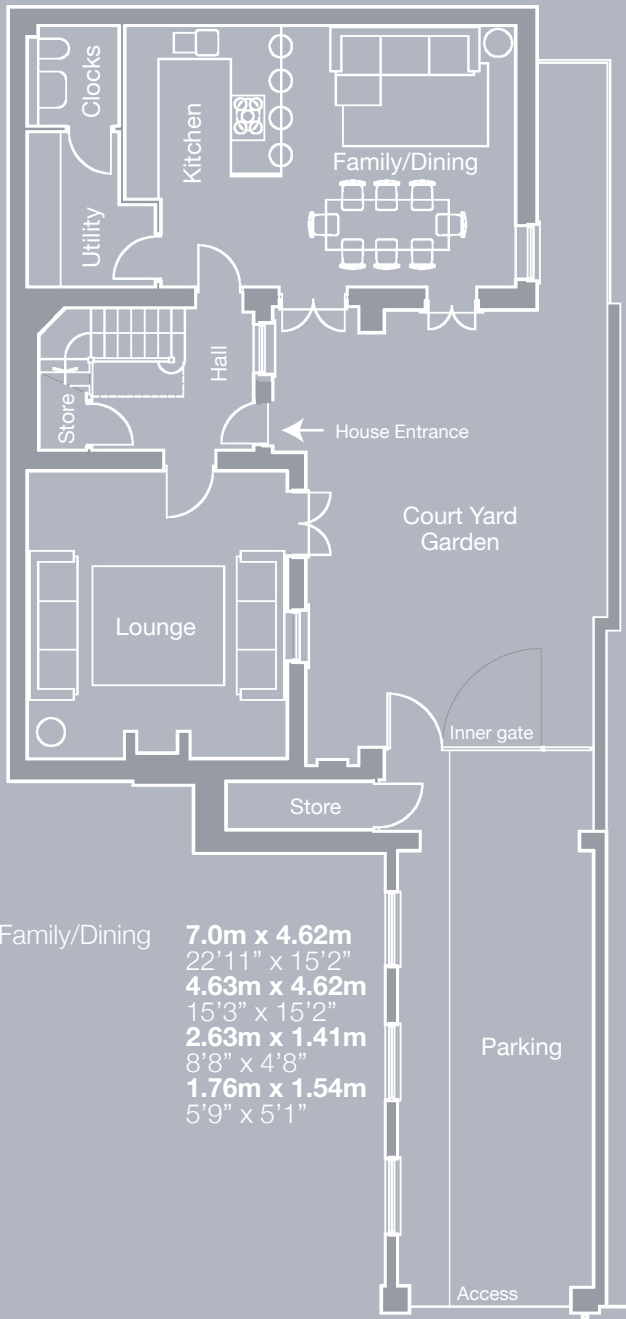 Clocks
Kitchen
Family/Dining
Utility
Hall
Store
House Entrance
Court Yard
Garden
Lounge
Inner gate
Store
Family/Dining 7.0m x 4.62m
22'11" x 15'2"
4.63m x 4.62m
15'3" x 15'2"
2.63m x 1.41m
8'8" x 4'8"
1.76m x 1.54m
5'9" x 5'1"
Parking
Access